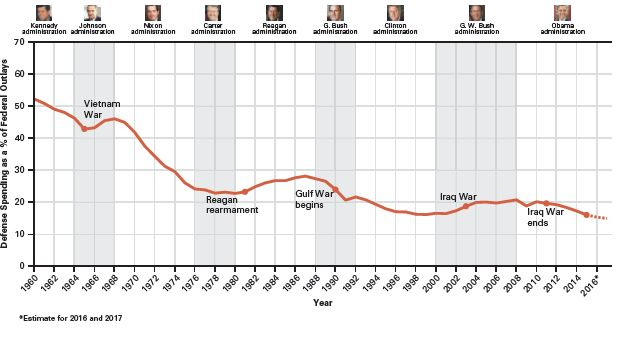 Kennedy
administration
Johnson
administration
Nixon
administration
Carter
administration
Reagan
administration
G. Bush
administration
Clinton
administration
G. W. Bush
administration
Obama
administration
Defense Spending as a % of Federal Outlays
70
60
50
40
30
20
10
0
Vietnam
War
Reagan
rearmament
Gulf War
begins
Iraq War
Iraq War
ends
1960
1962
1964
1966
1968
1970
1972
1974
1976
1978
1980
1982
1984
1986
1988
1990
1992
1994
1996
1998
2000
2002
2004
2006
2008
2010
2012
2014
2016*
Year
*Estimate for 2016 and 2017